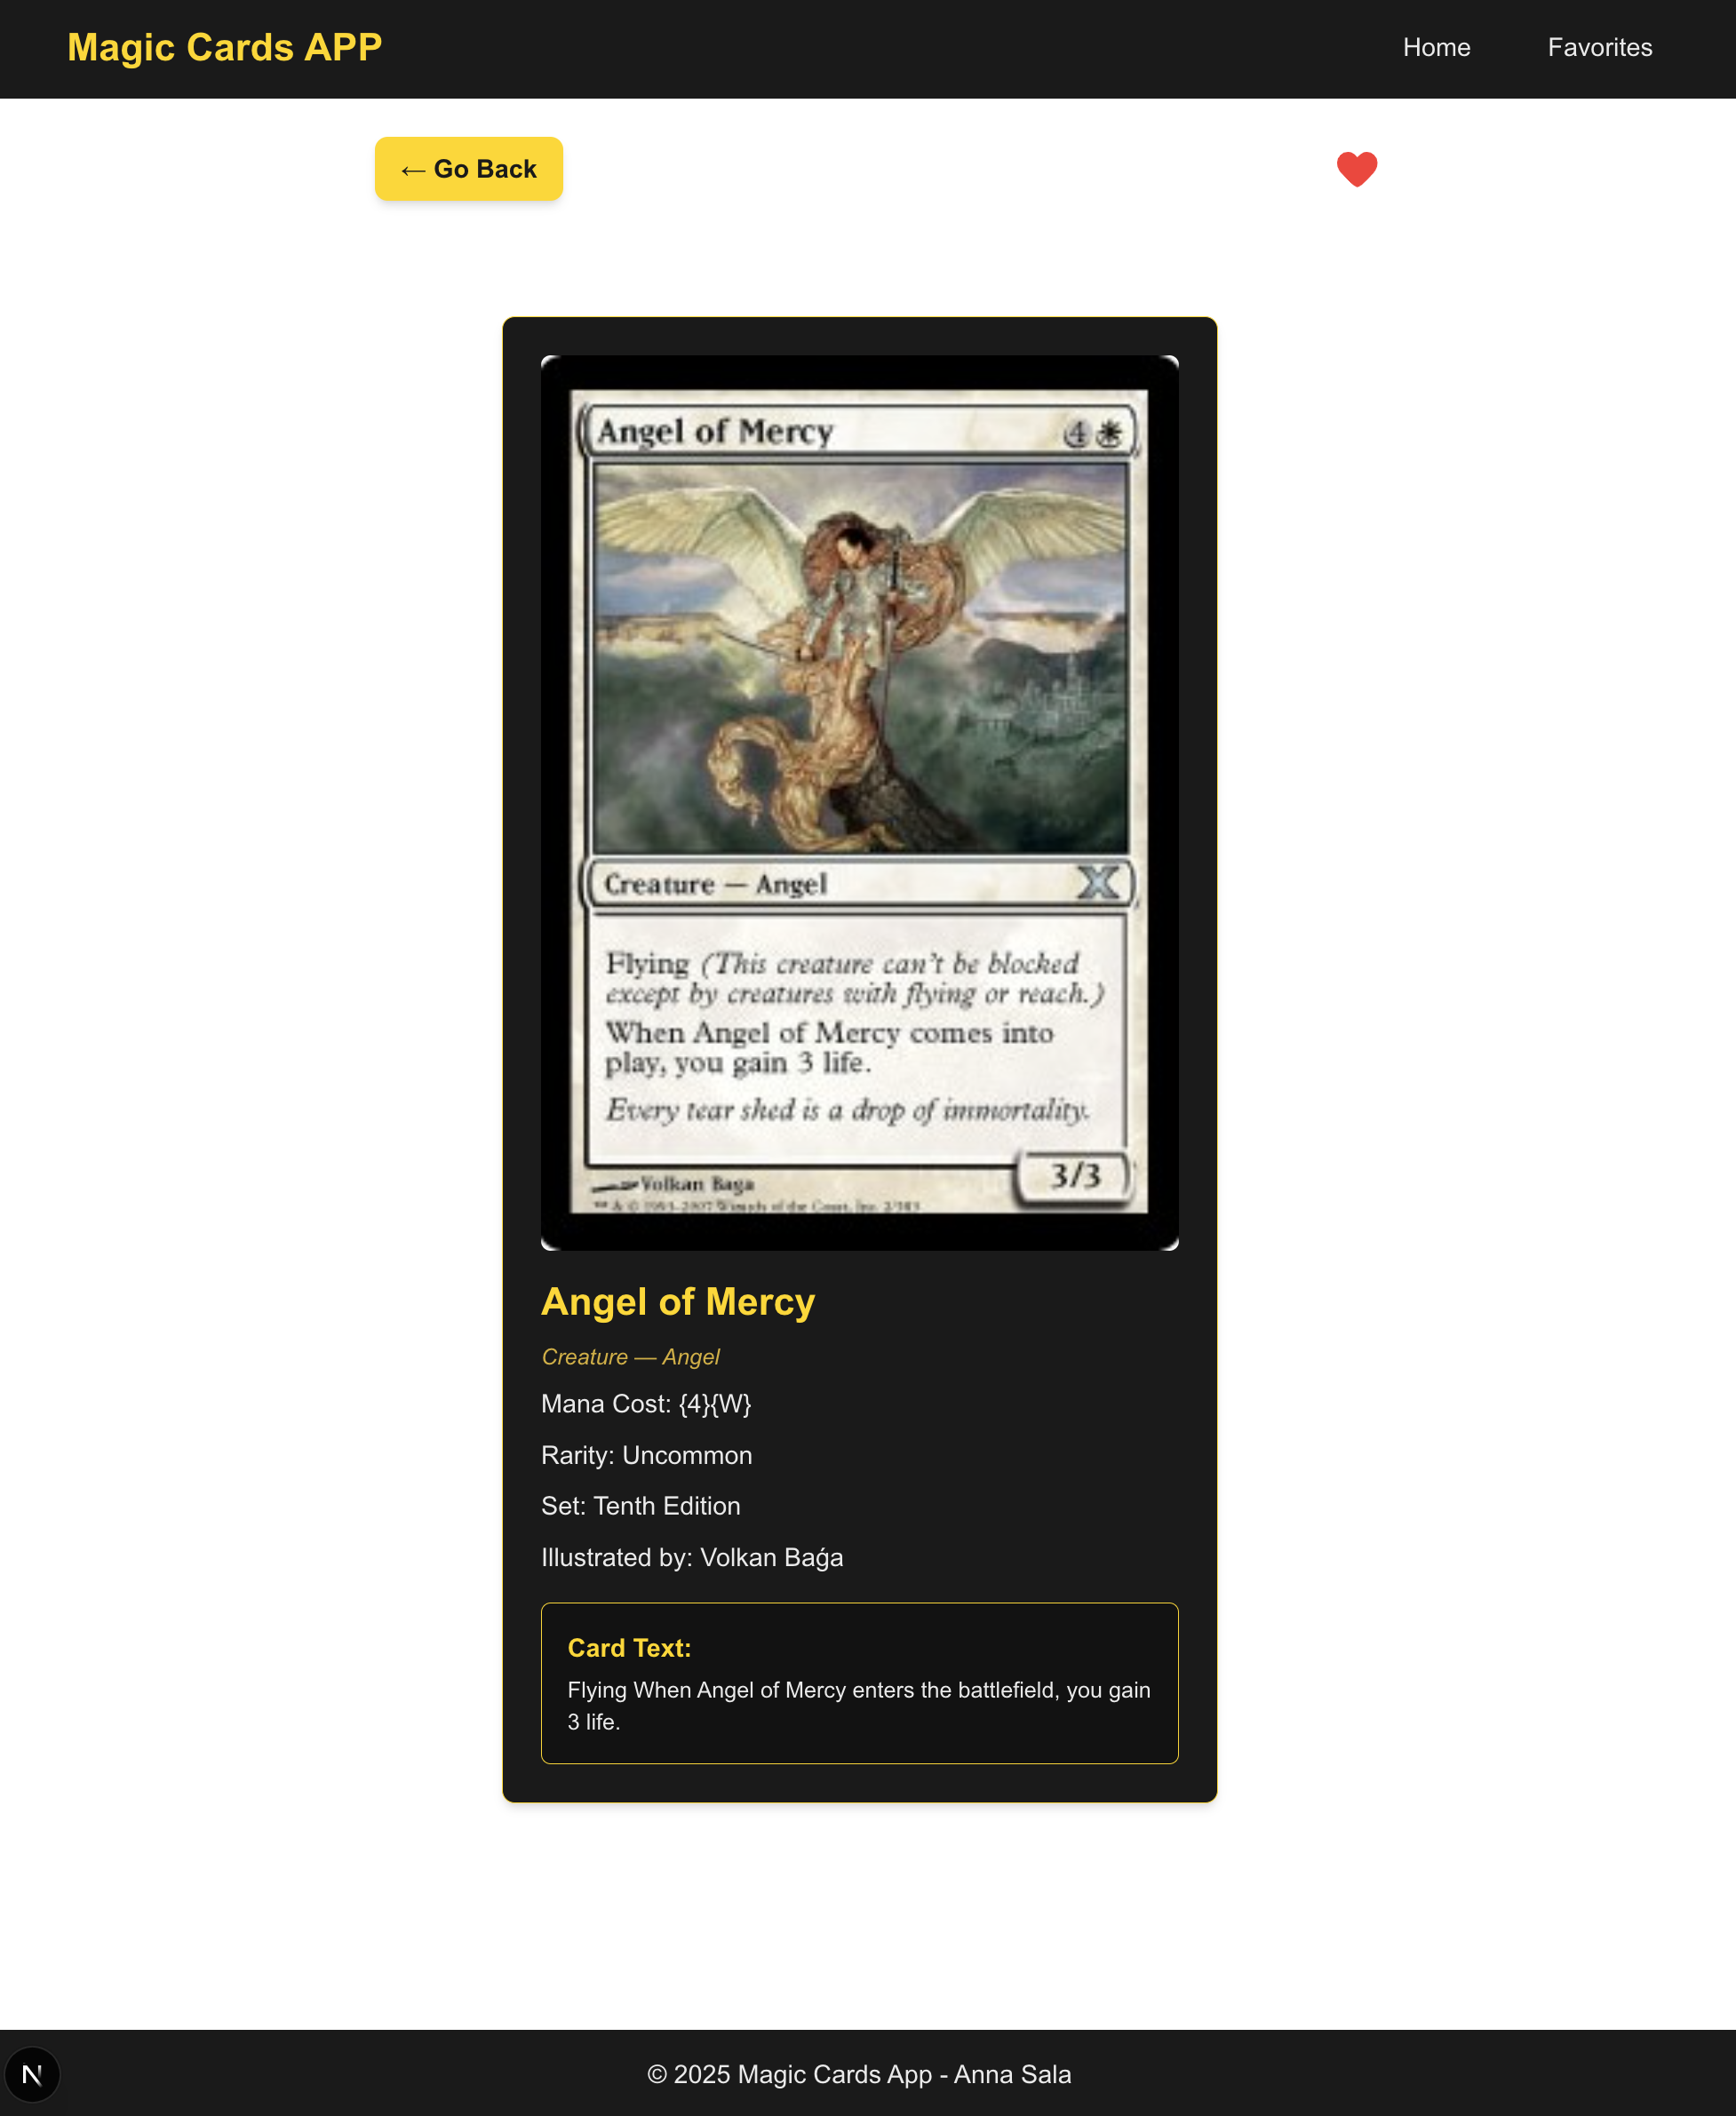 Magic Cards APP
Home
Favorites
← Go Back
Angel of Mercy
4
Creature — Angel
Flying (This creature can't be blocked
except by creatures with flying or reach.)
When Angel of Mercy comes into
play, you gain 3 life.
Every tear shed is a drop of immortality.
3/3
Volkan Baga
Angel of Mercy
Creature — Angel
Mana Cost: {4}{W}
Rarity: Uncommon
Set: Tenth Edition
Illustrated by: Volkan Baǵa
Card Text:
Flying When Angel of Mercy enters the battlefield, you gain
3 life.
N
© 2025 Magic Cards App - Anna Sala